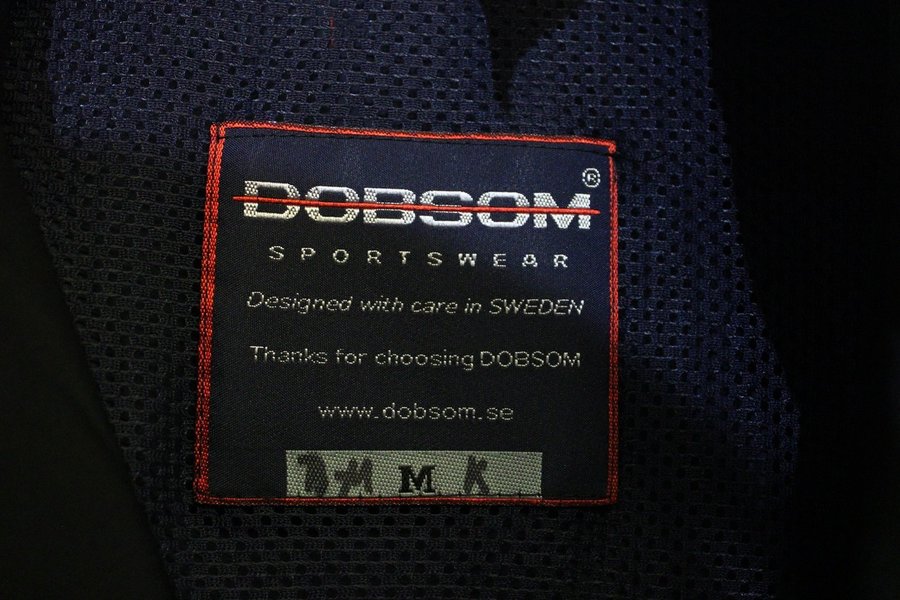 DOBSOM®
SPORTSWEAR
Designed with care in SWEDEN
Thanks for choosing DOBSOM
www.dobsom.se
M K